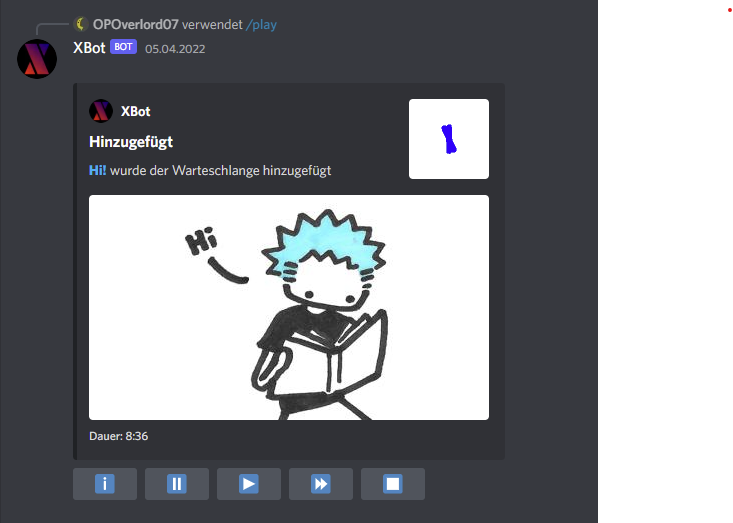 OPOverlord07 verwendet /play
XBot BOT 05.04.2022
XBot
Hinzugefügt
Hi! wurde der Warteschlange hinzugefügt
Hi
Dauer: 8:36